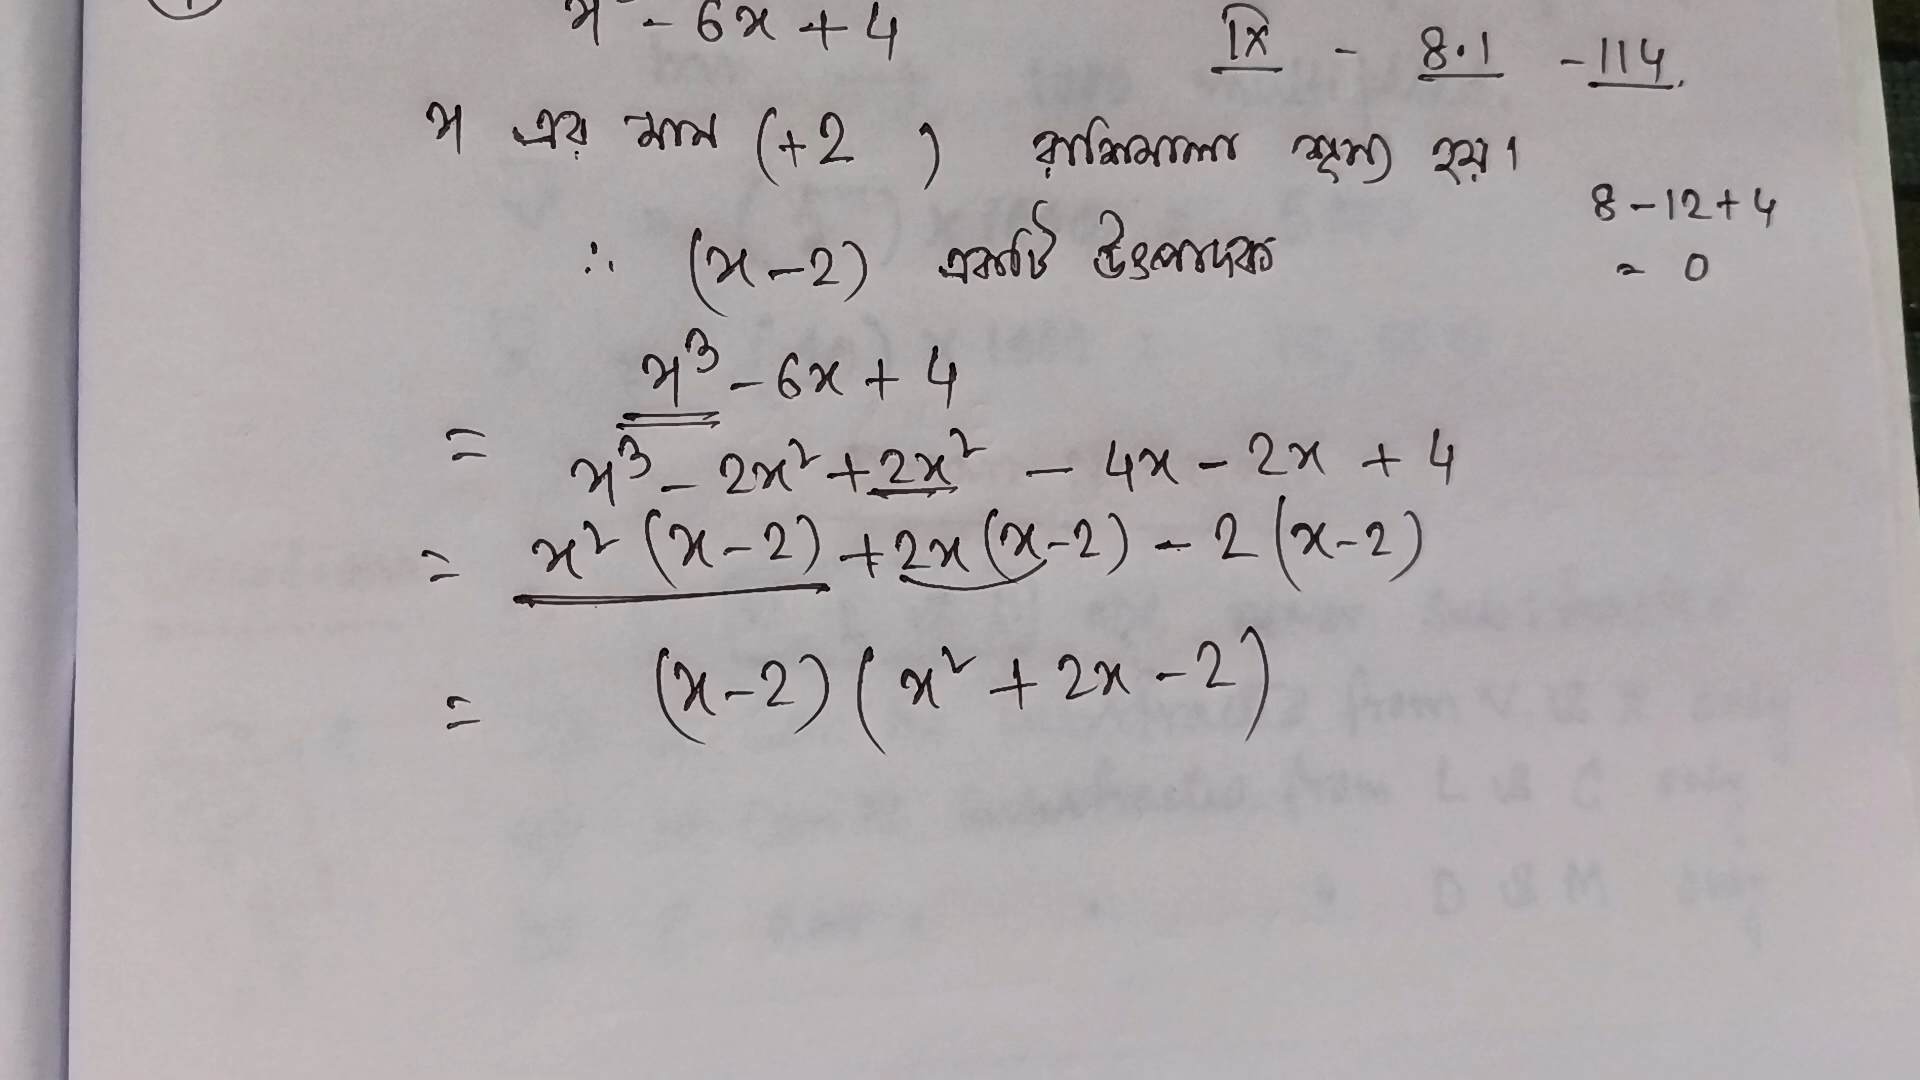 x³ - 6x + 4
IX - 8.1 - 114.
x এর মান (+2 ) রাশিমালা শূন্য হয়।
8 - 12 + 4
= 0
∴ (x - 2) একটি উৎপাদক
x³ - 6x + 4
= x³ - 2x² + 2x² - 4x - 2x + 4
= x² (x - 2) + 2x (x - 2) - 2 (x - 2)
= (x - 2) (x² + 2x - 2)